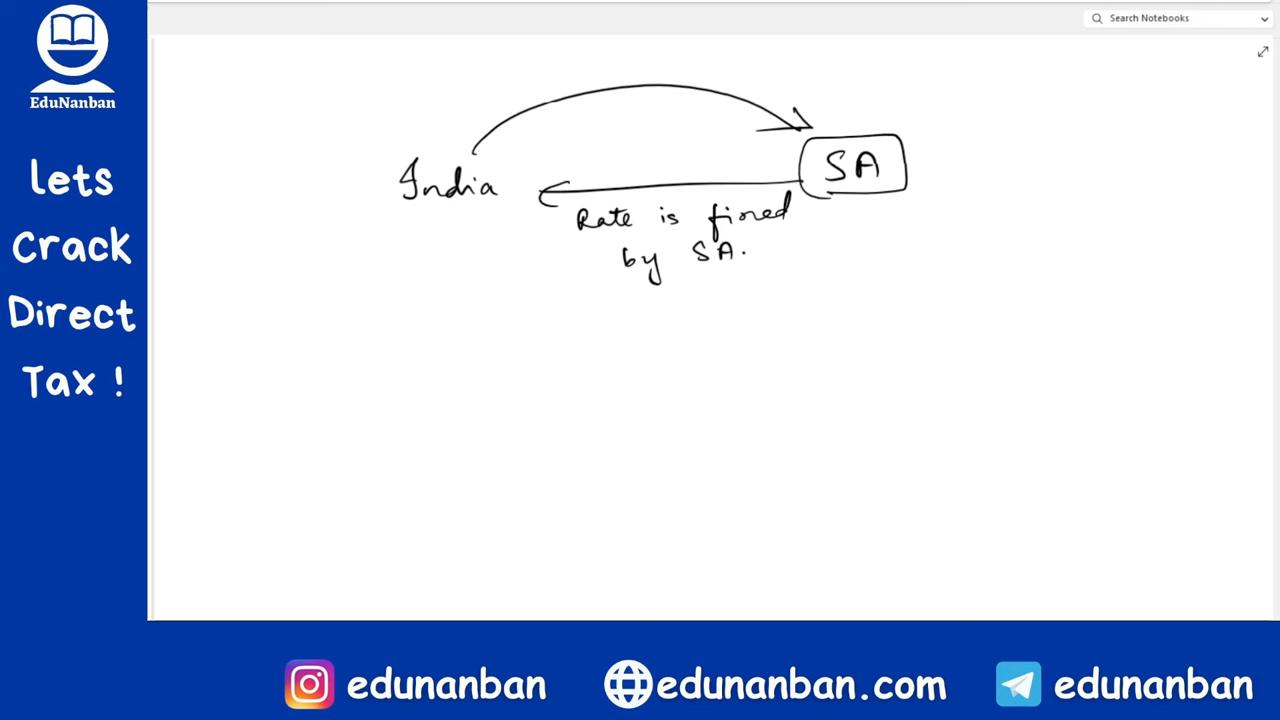 Search Notebooks
EduNanban
Lets
Crack
Direct
Tax !
India
SA
Rate is fixed
by SA.
edunanban
edunanban.com
edunanban